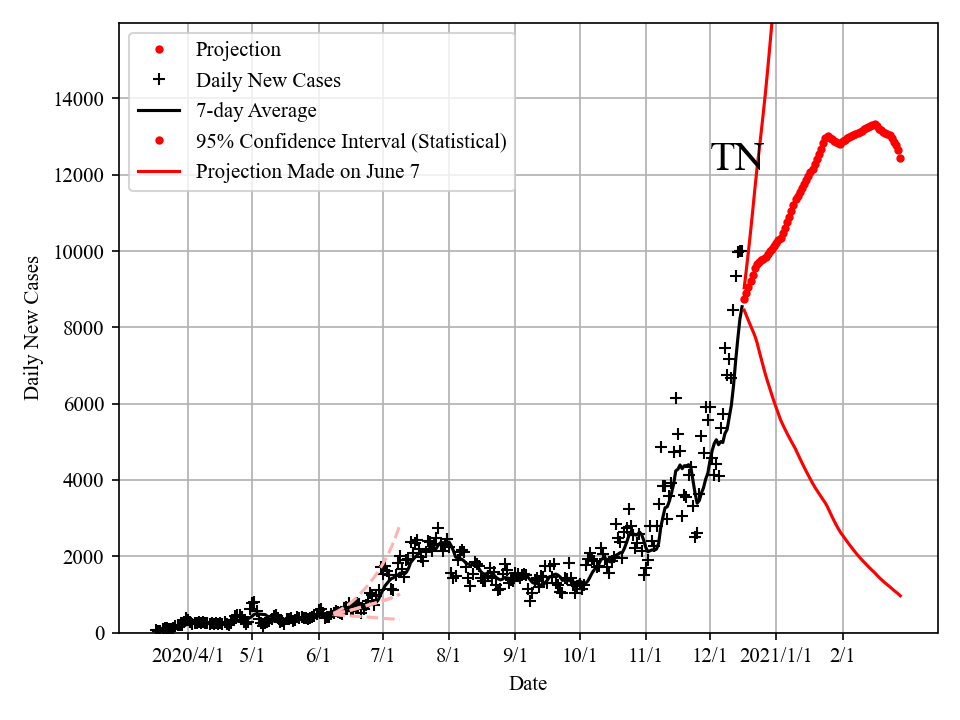 Projection
Daily New Cases
7-day Average
95% Confidence Interval (Statistical)
Projection Made on June 7
TN
14000
12000
10000
8000
6000
4000
2000
0
Daily New Cases
2020/4/1 5/1 6/1 7/1 8/1 9/1 10/1 11/1 12/1 2021/1/1 2/1
Date